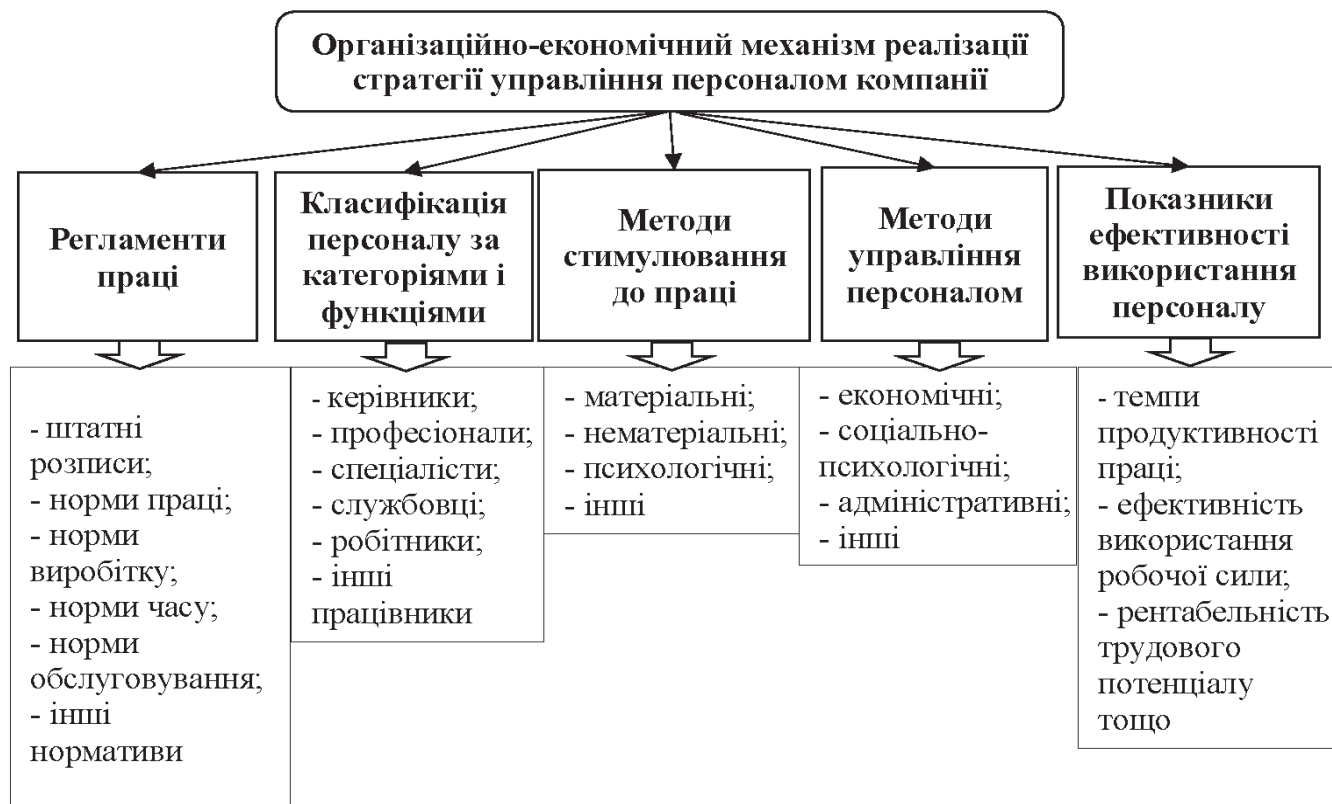 Організаційно-економічний механізм реалізації
стратегії управління персоналом компанії
Регламенти
праці
Класифікація
персоналу за
категоріями і
функціями
Методи
стимулювання
до праці
Методи
управління
персоналом
Показники
ефективності
використання
персоналу
- штатні
розписи;
- норми праці;
- норми
виробітку;
- норми часу;
- норми
обслуговування;
- інші
нормативи
- керівники;
- професіонали;
- спеціалісти;
- службовці;
- робітники;
- інші
працівники
- матеріальні;
- нематеріальні;
- психологічні;
- інші
- економічні;
- соціально-
психологічні;
- адміністративні;
- інші
- темпи
продуктивності
праці;
- ефективність
використання
робочої сили;
- рентабельність
трудового
потенціалу
тощо